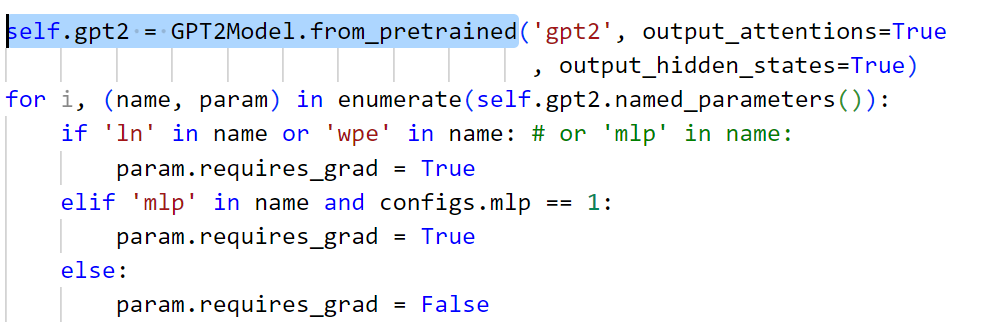 self.gpt2 = GPT2Model.from_pretrained('gpt2', output_attentions=True
, output_hidden_states=True)
for i, (name, param) in enumerate(self.gpt2.named_parameters()):
if 'ln' in name or 'wpe' in name: # or 'mlp' in name:
param.requires_grad = True
elif 'mlp' in name and configs.mlp == 1:
param.requires_grad = True
else:
param.requires_grad = False